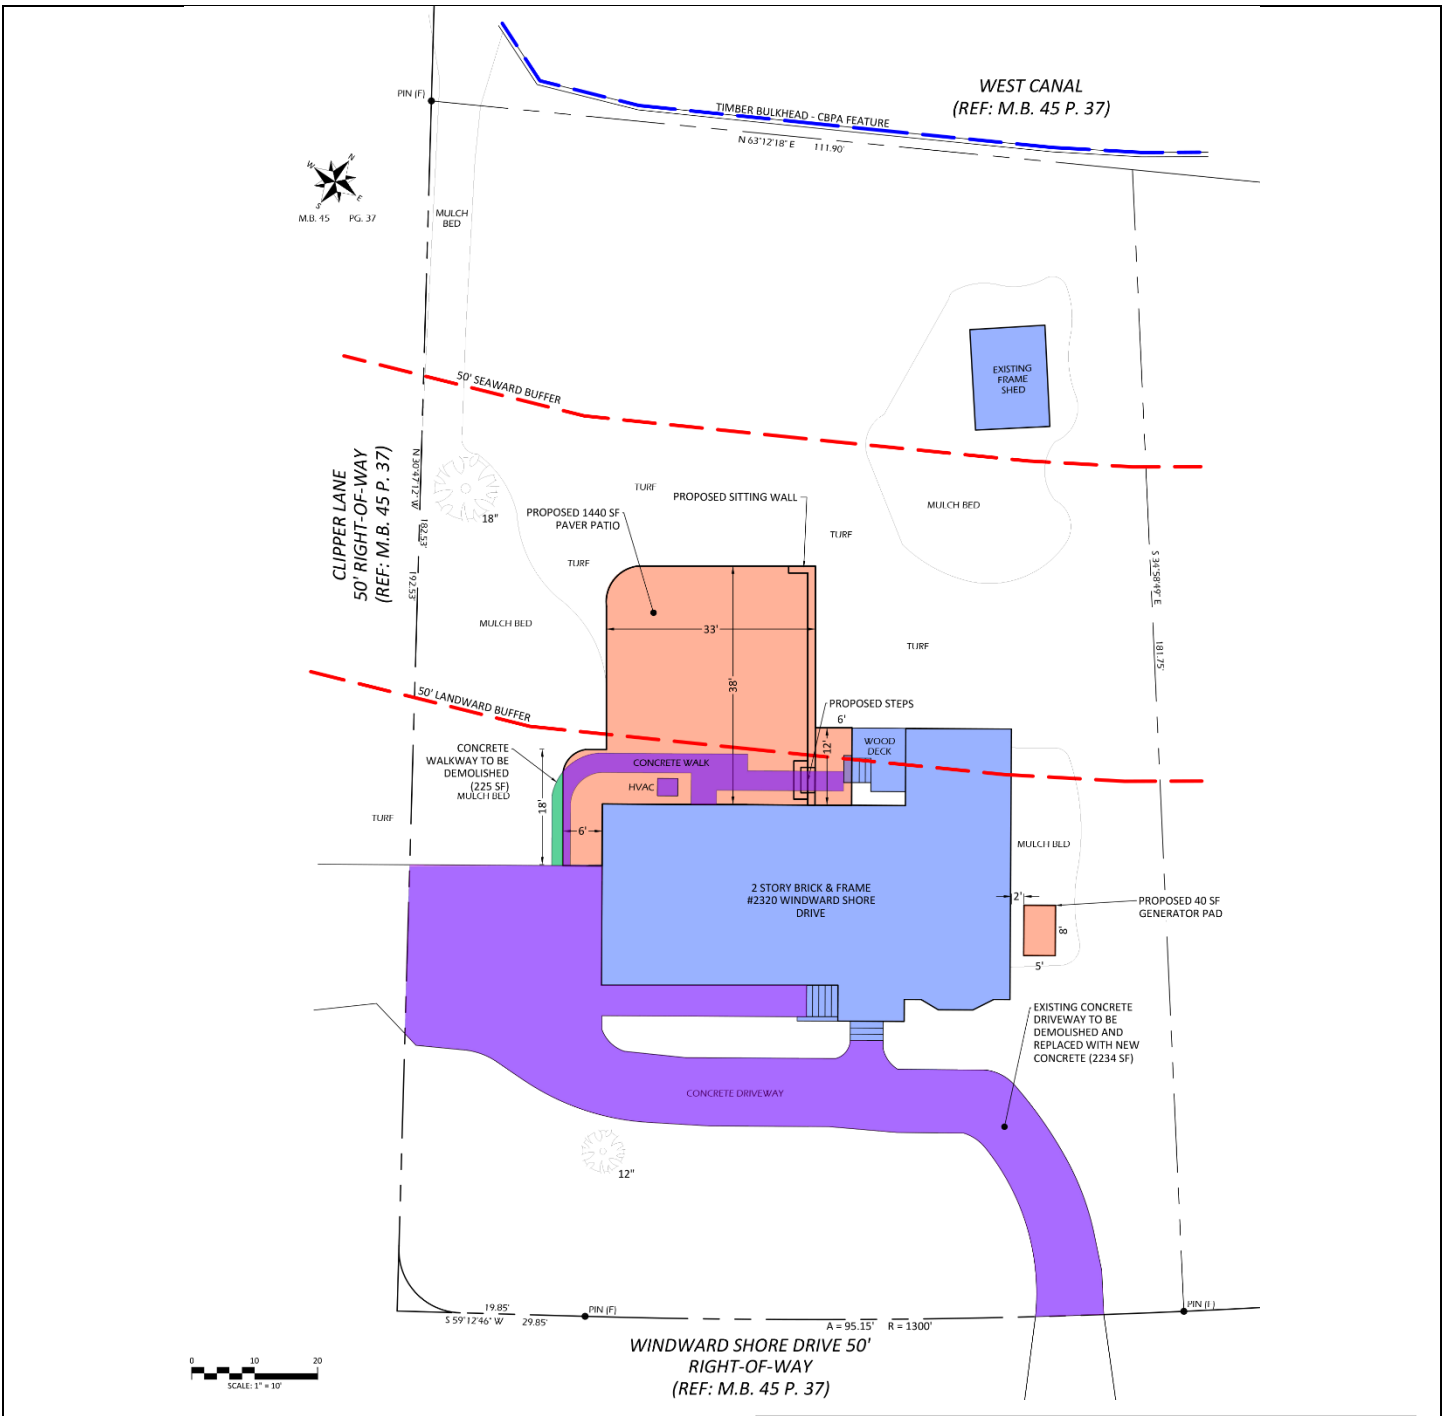 WEST CANAL
(REF: M.B. 45 P. 37)
PIN (F)
TIMBER BULKHEAD - CBPA FEATURE
N 63°12'18" E 111.90'
N
W
E
S
M.B. 45 PG. 37
MULCH
BED
EXISTING
FRAME
SHED
50' SEAWARD BUFFER
CLIPPER LANE
50' RIGHT-OF-WAY
(REF: M.B. 45 P. 37)
N 30°47'12" W
182.53'
192.53'
18"
TURF
PROPOSED SITTING WALL
PROPOSED 1440 SF
PAVER PATIO
MULCH BED
TURF
TURF
S 34°58'49" E
181.75'
MULCH BED
33'
TURF
38'
50' LANDWARD BUFFER
PROPOSED STEPS
6'
12'
WOOD
DECK
CONCRETE
WALKWAY TO BE
DEMOLISHED
(225 SF)
MULCH BED
CONCRETE WALK
HVAC
18'
TURF
6'
MULCH BED
2 STORY BRICK & FRAME
#2320 WINDWARD SHORE
DRIVE
2'
PROPOSED 40 SF
GENERATOR PAD
8'
5'
EXISTING CONCRETE
DRIVEWAY TO BE
DEMOLISHED AND
REPLACED WITH NEW
CONCRETE (2234 SF)
CONCRETE DRIVEWAY
12"
19.85'
S 59°12'46" W 29.85'
PIN (F)
A = 95.15' R = 1300'
PIN (F)
WINDWARD SHORE DRIVE 50'
RIGHT-OF-WAY
(REF: M.B. 45 P. 37)
0 10 20
SCALE: 1" = 10'